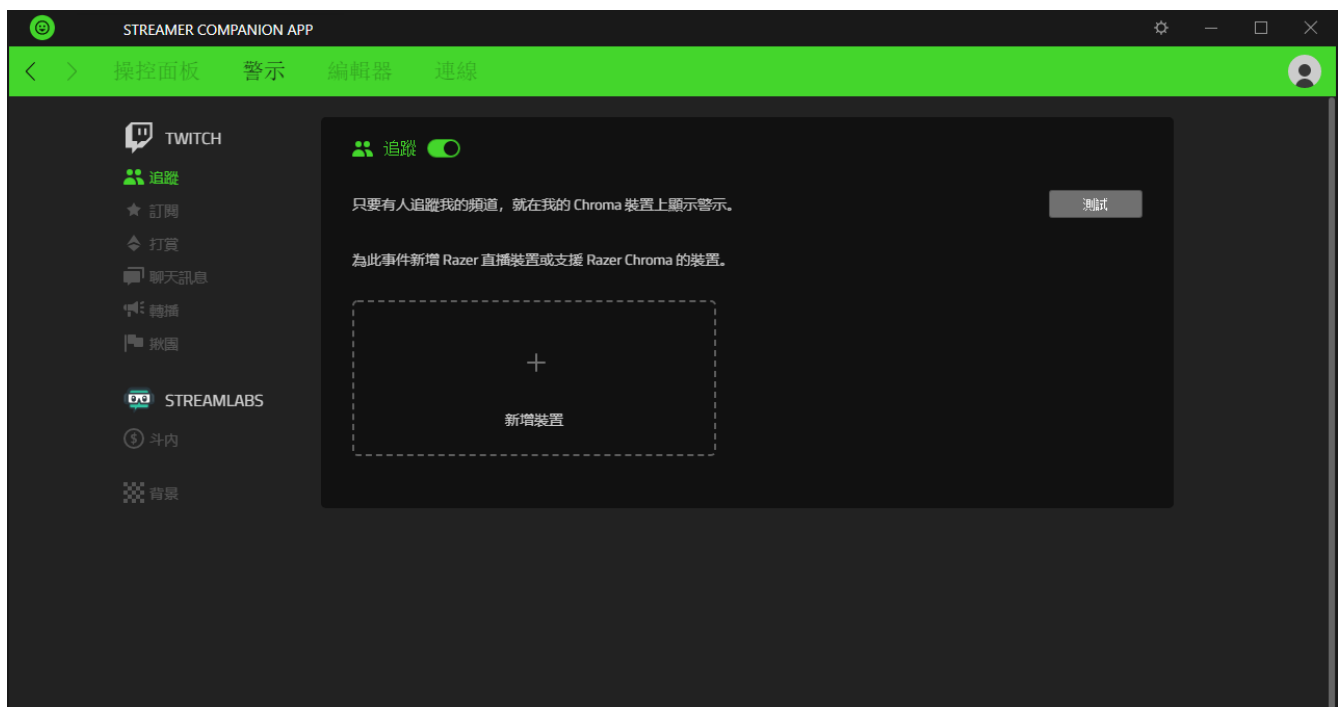 STREAMER COMPANION APP
操控面板 警示 編輯器 連線
TWITCH
追蹤
訂閱
打賞
聊天訊息
轉播
揪團
STREAMLABS
斗內
背景
追蹤
只要有人追蹤我的頻道，就在我的 Chroma 裝置上顯示警示。
測試
為此事件新增 Razer 直播裝置或支援 Razer Chroma 的裝置。
新增裝置